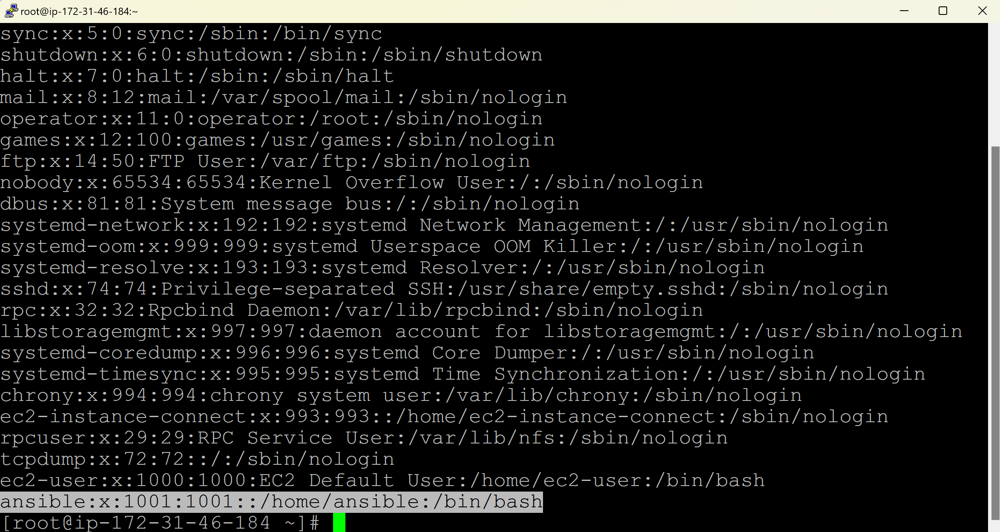 root@ip-172-31-46-184:~
sync:x:5:0:sync:/sbin:/bin/sync
shutdown:x:6:0:shutdown:/sbin:/sbin/shutdown
halt:x:7:0:halt:/sbin:/sbin/halt
mail:x:8:12:mail:/var/spool/mail:/sbin/nologin
operator:x:11:0:operator:/root:/sbin/nologin
games:x:12:100:games:/usr/games:/sbin/nologin
ftp:x:14:50:FTP User:/var/ftp:/sbin/nologin
nobody:x:65534:65534:Kernel Overflow User:/:/sbin/nologin
dbus:x:81:81:System message bus:/:/sbin/nologin
systemd-network:x:192:192:systemd Network Management:/:/usr/sbin/nologin
systemd-oom:x:999:999:systemd Userspace OOM Killer:/:/usr/sbin/nologin
systemd-resolve:x:193:193:systemd Resolver:/:/usr/sbin/nologin
sshd:x:74:74:Privilege-separated SSH:/usr/share/empty.sshd:/sbin/nologin
rpc:x:32:32:Rpcbind Daemon:/var/lib/rpcbind:/sbin/nologin
libstoragemgmt:x:997:997:daemon account for libstoragemgmt:/:/usr/sbin/nologin
systemd-coredump:x:996:996:systemd Core Dumper:/:/usr/sbin/nologin
systemd-timesync:x:995:995:systemd Time Synchronization:/:/usr/sbin/nologin
chrony:x:994:994:chrony system user:/var/lib/chrony:/sbin/nologin
ec2-instance-connect:x:993:993::/home/ec2-instance-connect:/sbin/nologin
rpcuser:x:29:29:RPC Service User:/var/lib/nfs:/sbin/nologin
tcpdump:x:72:72::/:/sbin/nologin
ec2-user:x:1000:1000:EC2 Default User:/home/ec2-user:/bin/bash
ansible:x:1001:1001::/home/ansible:/bin/bash
[root@ip-172-31-46-184 ~]#